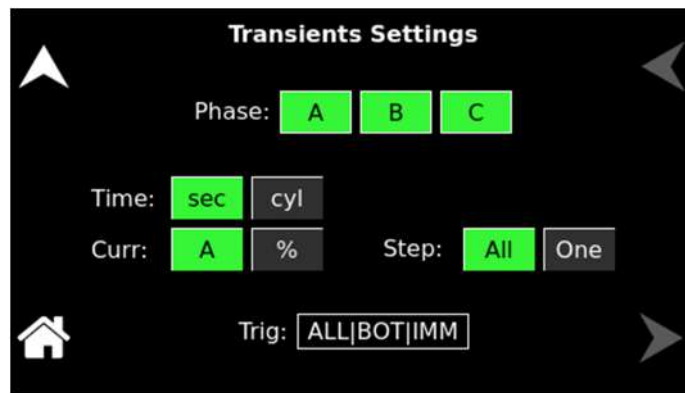 Transients Settings
Phase: A B C
Time: sec cyl
Curr: A % Step: All One
Trig: ALL|BOT|IMM